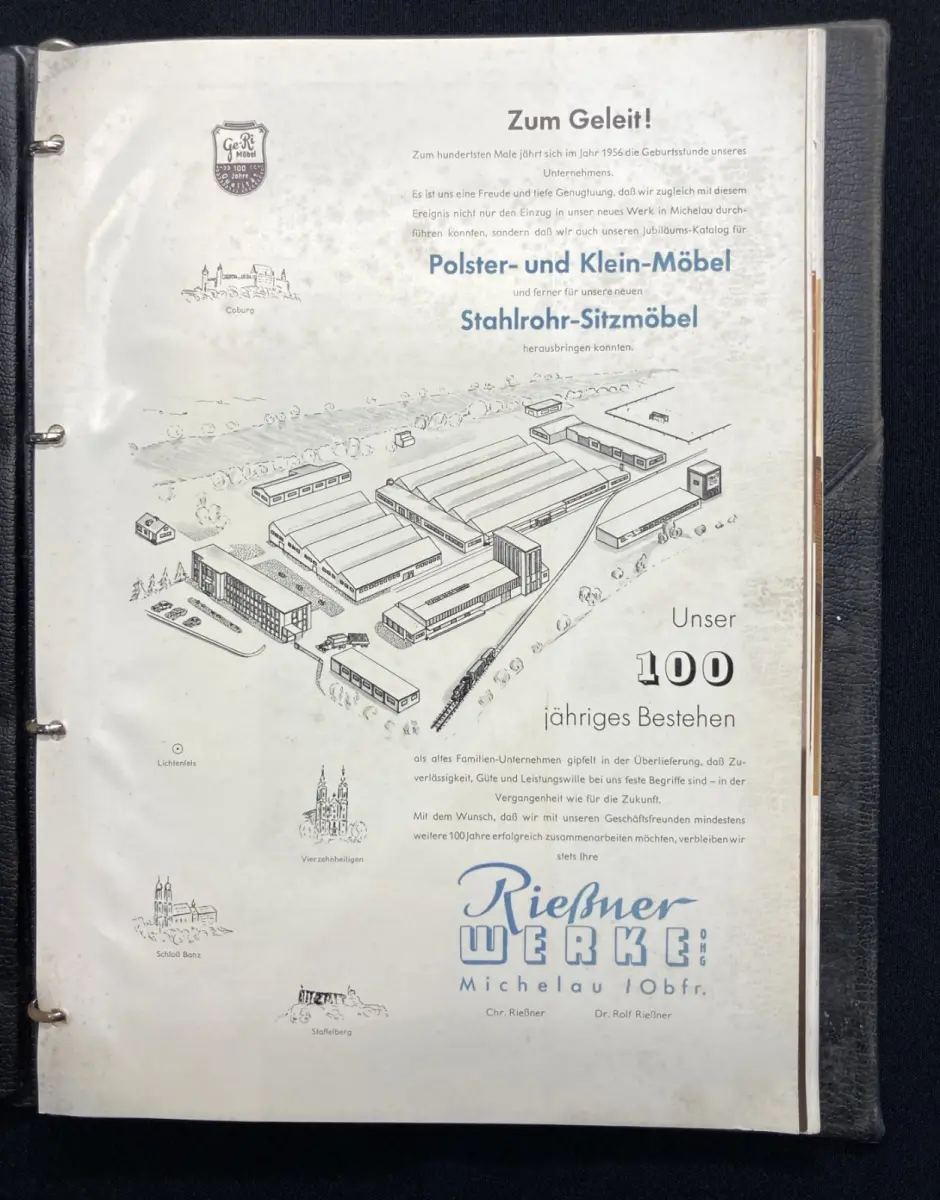 Ge-Ri
Möbel
100
Jahre
Zum Geleit!
Zum hundertsten Male jährt sich im Jahr 1956 die Geburtsstunde unseres
Unternehmens.
Es ist uns eine Freude und tiefe Genugtuung, daß wir zugleich mit diesem
Ereignis nicht nur den Einzug in unser neues Werk in Michelau durch-
führen konnten, sondern daß wir auch unseren Jubiläums-Katalog für
Polster- und Klein-Möbel
und ferner für unsere neuen
Stahlrohr-Sitzmöbel
herausbringen konnten.
Coburg
Unser
100
jähriges Bestehen
als altes Familien-Unternehmen gipfelt in der Überlieferung, daß Zu-
verlässigkeit, Güte und Leistungswille bei uns feste Begriffe sind – in der
Vergangenheit wie für die Zukunft.
Mit dem Wunsch, daß wir mit unseren Geschäftsfreunden mindestens
weitere 100 Jahre erfolgreich zusammenarbeiten möchten, verbleiben wir
stets Ihre
Lichtenfels
Vierzehnheiligen
Schloß Banz
Staffelberg
Rießner
WERKE OHG
Michelau / Obfr.
Chr. Rießner Dr. Rolf Rießner